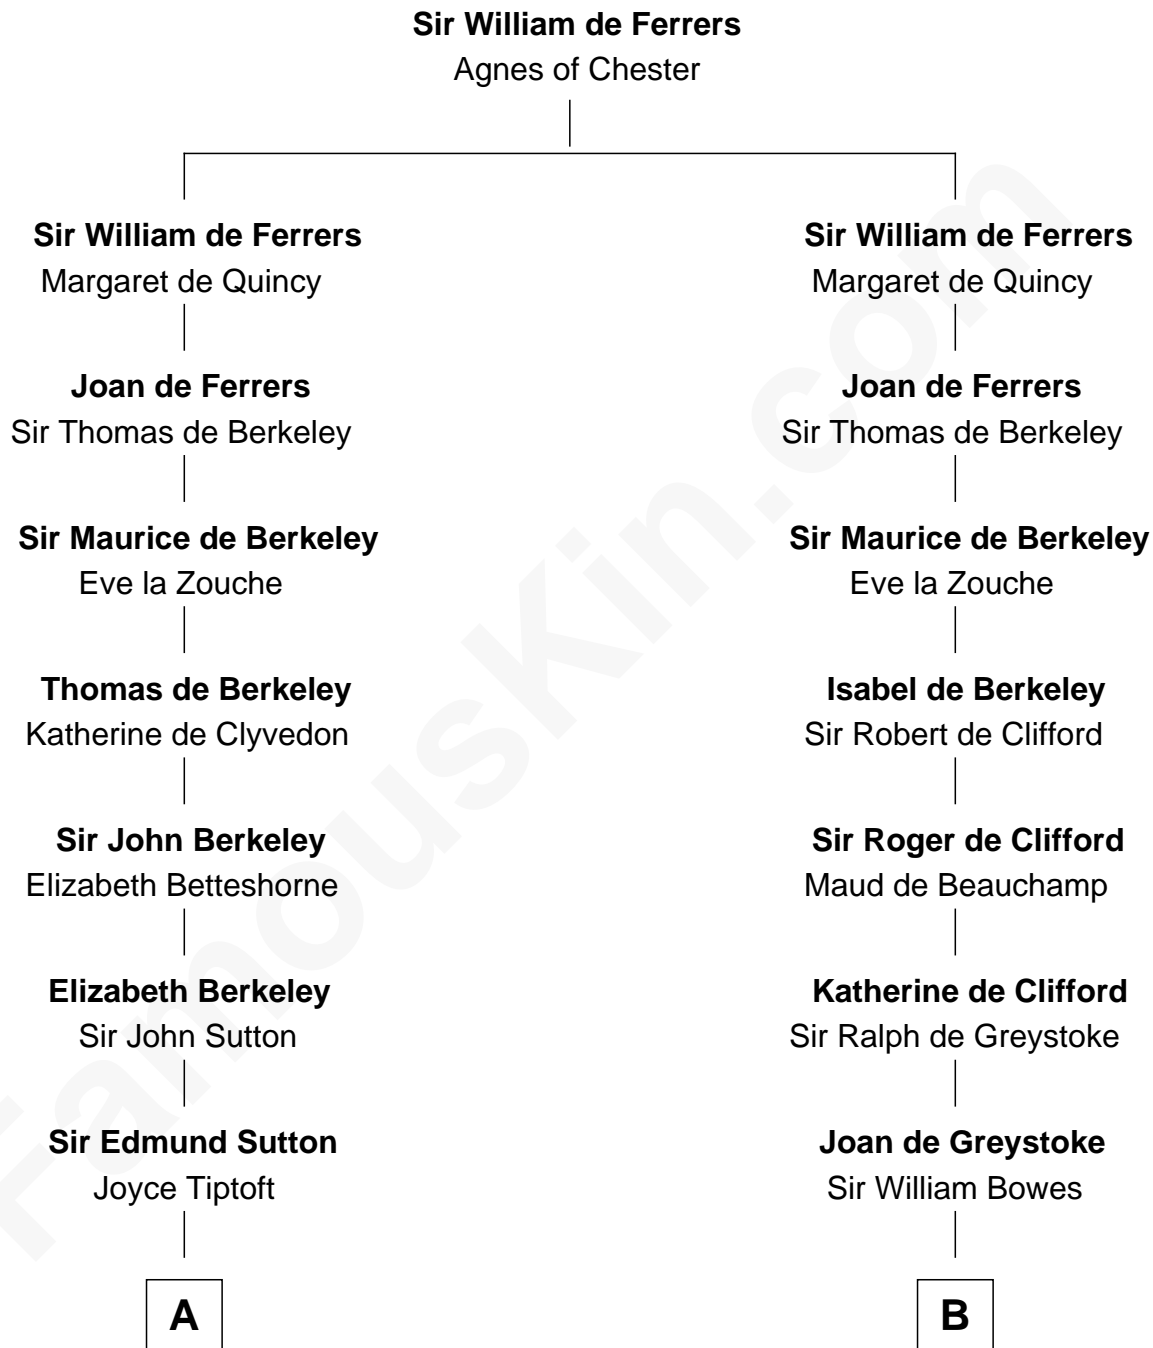 Sir William de Ferrers
Agnes of Chester
Sir William de Ferrers
Margaret de Quincy
Joan de Ferrers
Sir Thomas de Berkeley
Sir Maurice de Berkeley
Eve la Zouche
Thomas de Berkeley
Katherine de Clyvedon
Sir John Berkeley
Elizabeth Betteshorne
Elizabeth Berkeley
Sir John Sutton
Sir Edmund Sutton
Joyce Tiptoft
A
Sir William de Ferrers
Margaret de Quincy
Joan de Ferrers
Sir Thomas de Berkeley
Sir Maurice de Berkeley
Eve la Zouche
Isabel de Berkeley
Sir Robert de Clifford
Sir Roger de Clifford
Maud de Beauchamp
Katherine de Clifford
Sir Ralph de Greystoke
Joan de Greystoke
Sir William Bowes
B
FamousKin.com